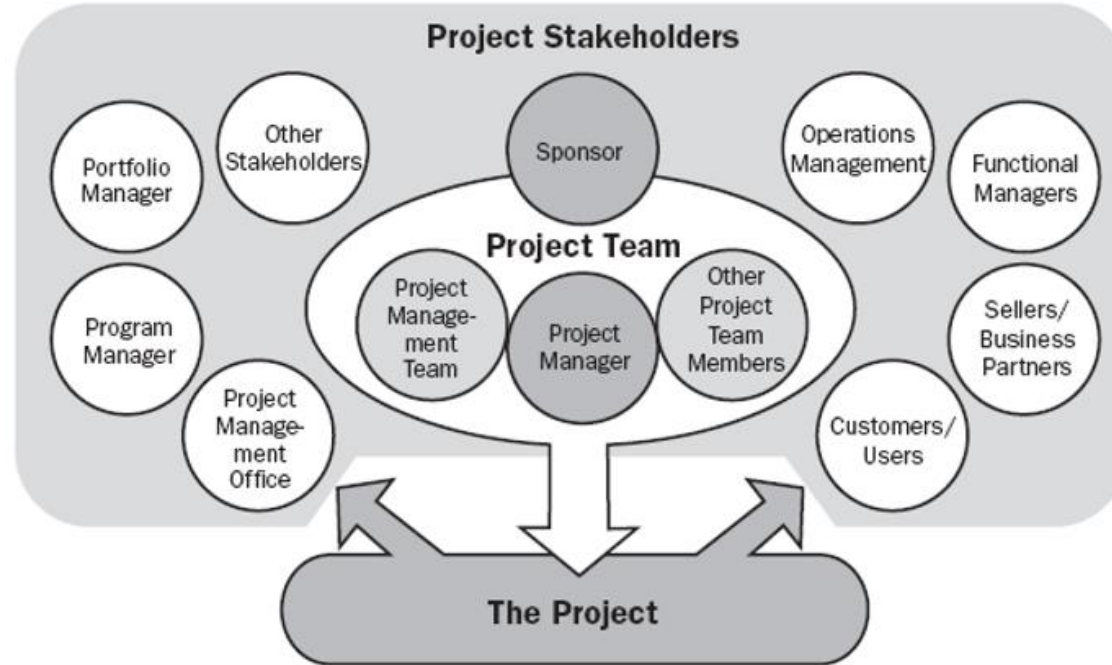 Project Stakeholders
Portfolio
Manager
Other
Stakeholders
Sponsor
Operations
Management
Functional
Managers
Project Team
Program
Manager
Project
Manage-
ment
Team
Project
Manager
Other
Project
Team
Members
Sellers/
Business
Partners
Project
Manage-
ment
Office
Customers/
Users
The Project